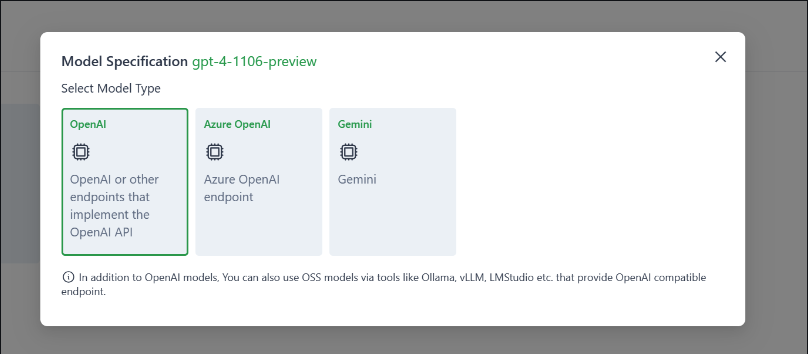 Model Specification gpt-4-1106-preview
Select Model Type
OpenAI
OpenAI or other
endpoints that
implement the
OpenAI API
Azure OpenAI
Azure OpenAI
endpoint
Gemini
Gemini
In addition to OpenAI models, You can also use OSS models via tools like Ollama, vLLM, LMStudio etc. that provide OpenAI compatible
endpoint.